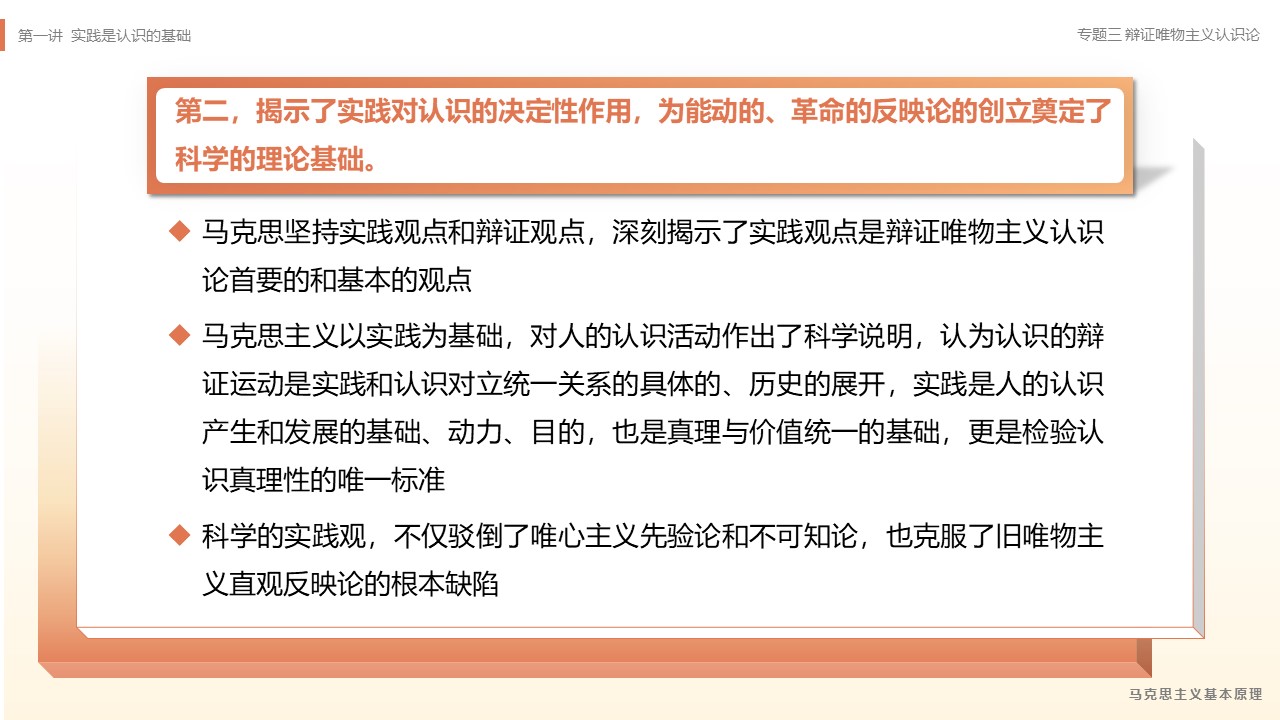 第一讲 实践是认识的基础
专题三 辩证唯物主义认识论
第二，揭示了实践对认识的决定性作用，为能动的、革命的反映论的创立奠定了
科学的理论基础。
马克思坚持实践观点和辩证观点，深刻揭示了实践观点是辩证唯物主义认识
论首要的和基本的观点
马克思主义以实践为基础，对人的认识活动作出了科学说明，认为认识的辩
证运动是实践和认识对立统一关系的具体的、历史的展开，实践是人的认识
产生和发展的基础、动力、目的，也是真理与价值统一的基础，更是检验认
识真理性的唯一标准
科学的实践观，不仅驳倒了唯心主义先验论和不可知论，也克服了旧唯物主
义直观反映论的根本缺陷
马克思主义基本原理